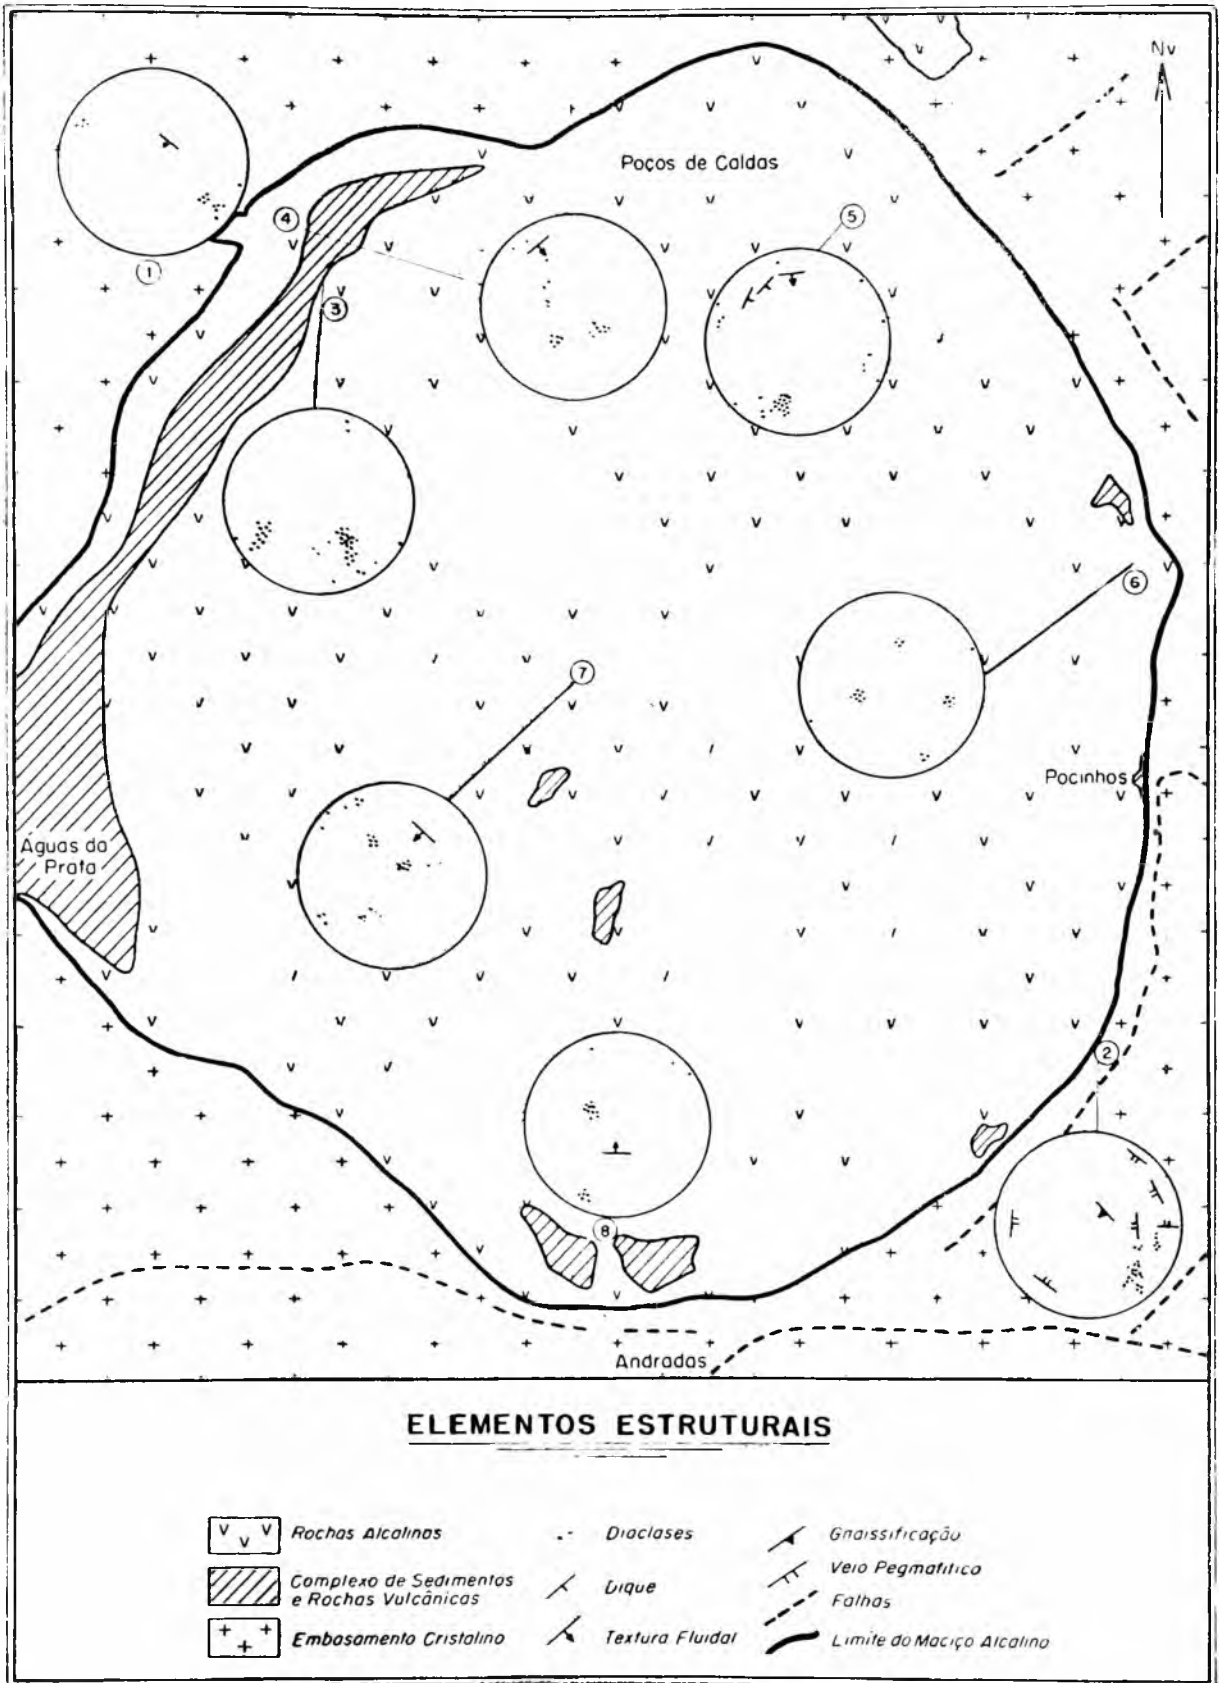 Nv
Poços de Caldas
4
5
1
3
6
7
Pocinhos
Águas da
Prata
2
8
Andradas
ELEMENTOS ESTRUTURAIS
Rochas Alcalinas
Diaclases
Gnaissificação
Complexo de Sedimentos
e Rochas Vulcânicas
Dique
Veio Pegmatítico
Falhas
Embasamento Cristalino
Textura Fluidal
Limite do Maciço Alcalino